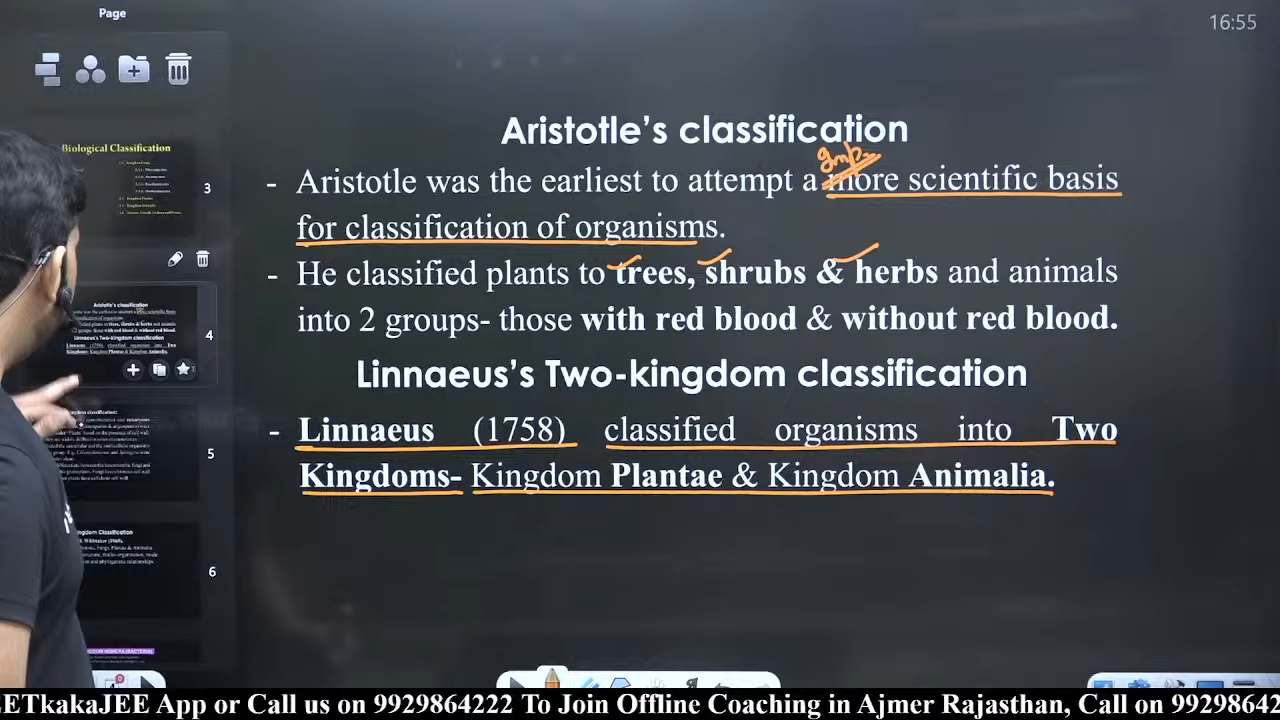 Page
16:55
Biological Classification
3
4
5
6
Aristotle's classification
Imp.
- Aristotle was the earliest to attempt a more scientific basis
for classification of organisms.
- He classified plants to trees, shrubs & herbs and animals
into 2 groups- those with red blood & without red blood.
Linnaeus's Two-kingdom classification
- Linnaeus (1758) classified organisms into Two
Kingdoms- Kingdom Plantae & Kingdom Animalia.
EETkakaJEE App or Call us on 9929864222 To Join Offline Coaching in Ajmer Rajasthan, Call on 99298642